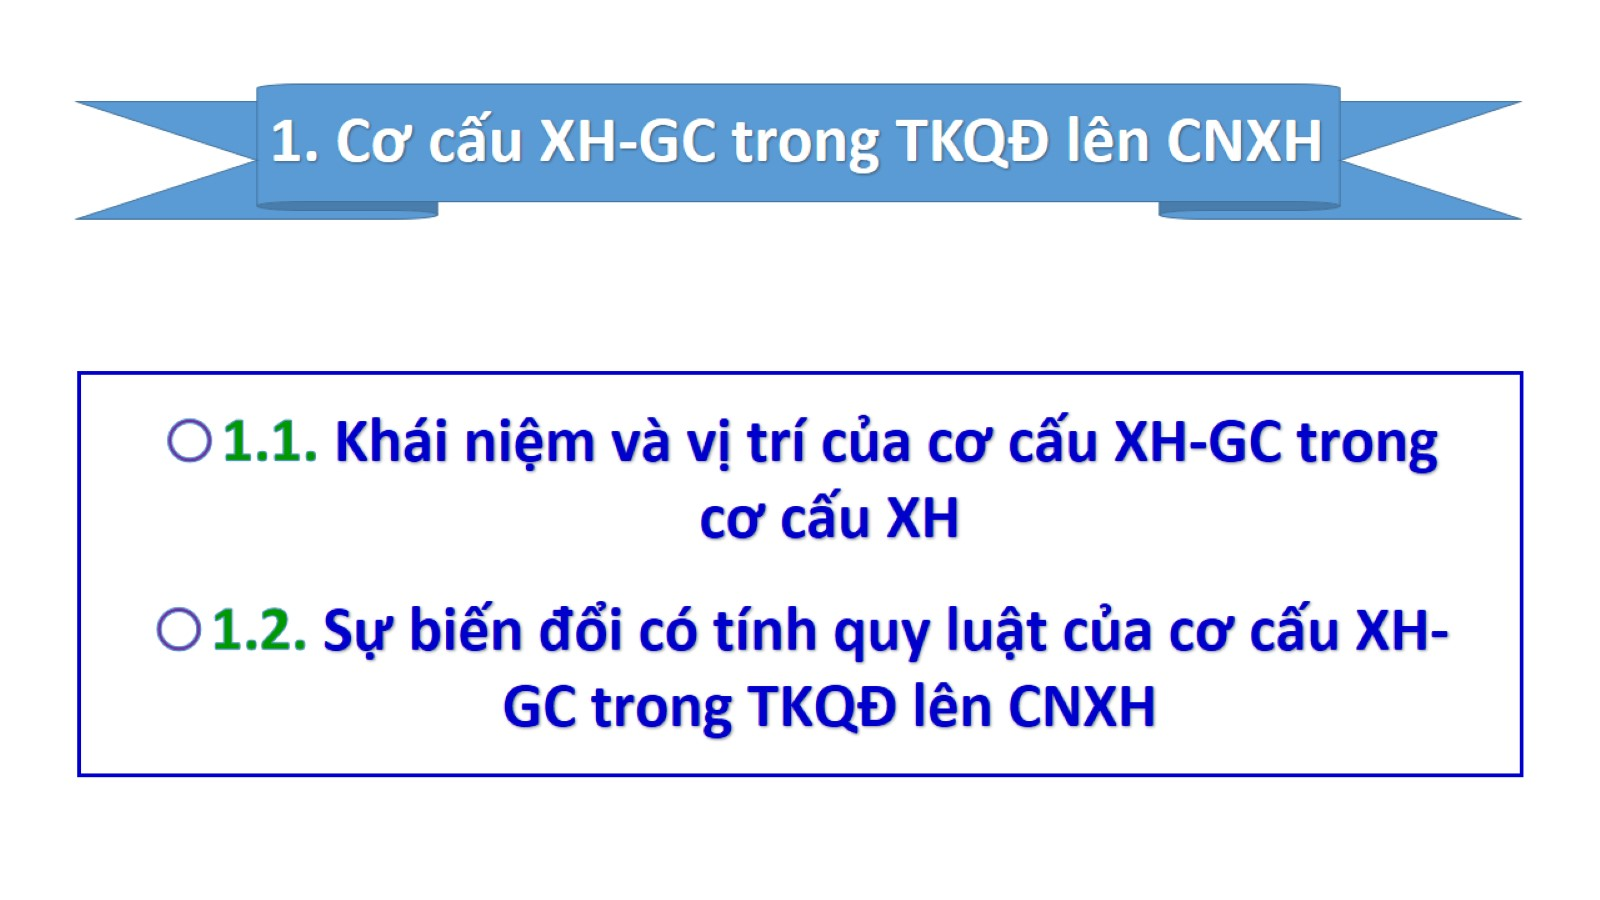 1. Cơ cấu XH-GC trong TKQĐ lên CNXH
1.1. Khái niệm và vị trí của cơ cấu XH-GC trong
cơ cấu XH
1.2. Sự biến đổi có tính quy luật của cơ cấu XH-
GC trong TKQĐ lên CNXH